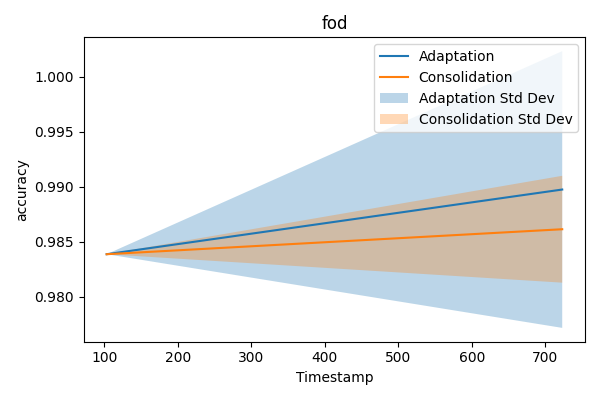 fod
Adaptation
Consolidation
Adaptation Std Dev
Consolidation Std Dev
accuracy
1.000
0.995
0.990
0.985
0.980
100 200 300 400 500 600 700
Timestamp